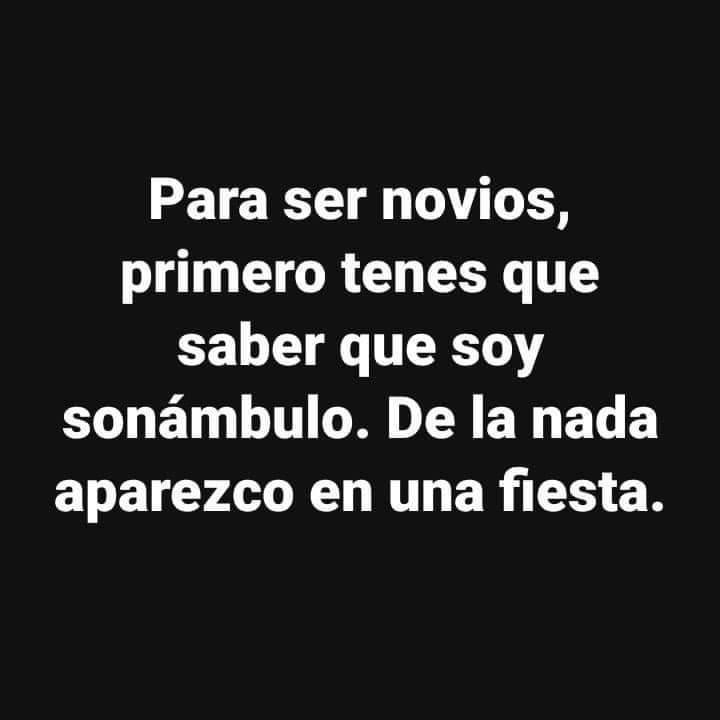 Para ser novios,
primero tenes que
saber que soy
sonámbulo. De la nada
aparezco en una fiesta.